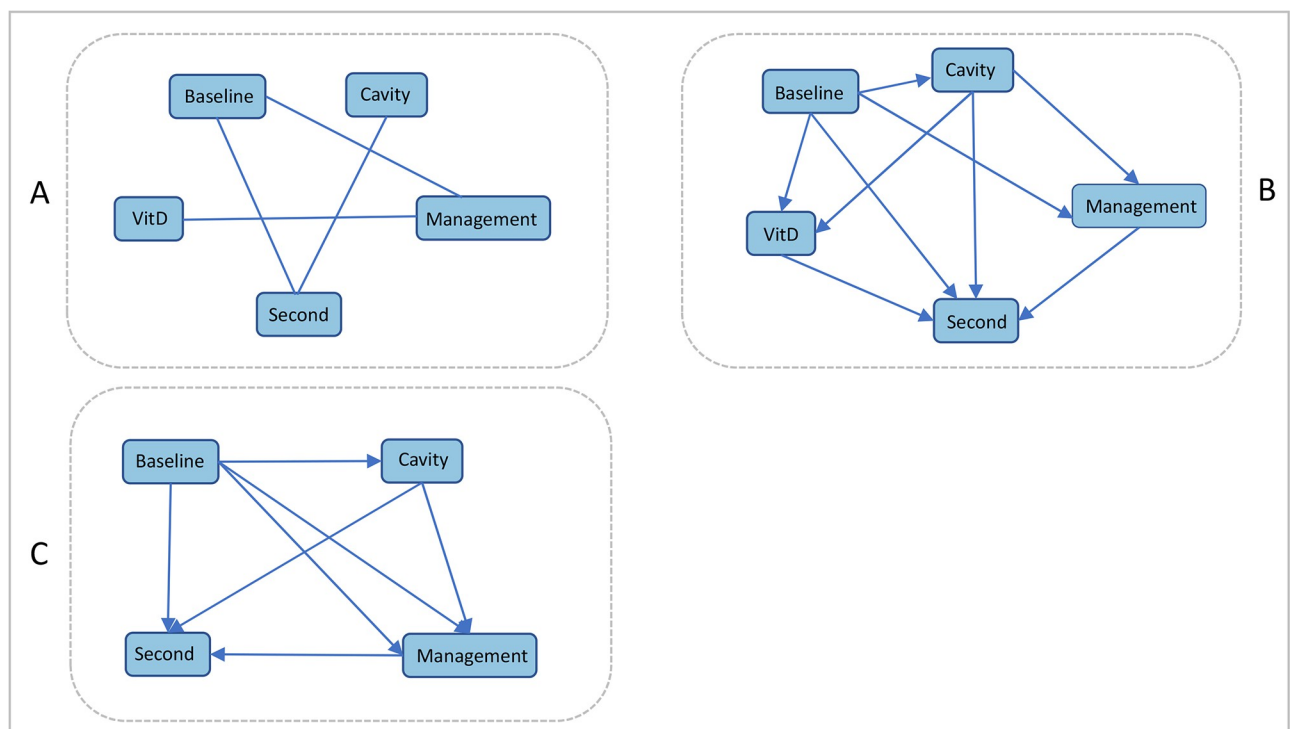 A
Baseline
Cavity
VitD
Management
Second
B
Baseline
Cavity
Management
VitD
Second
C
Baseline
Cavity
Second
Management